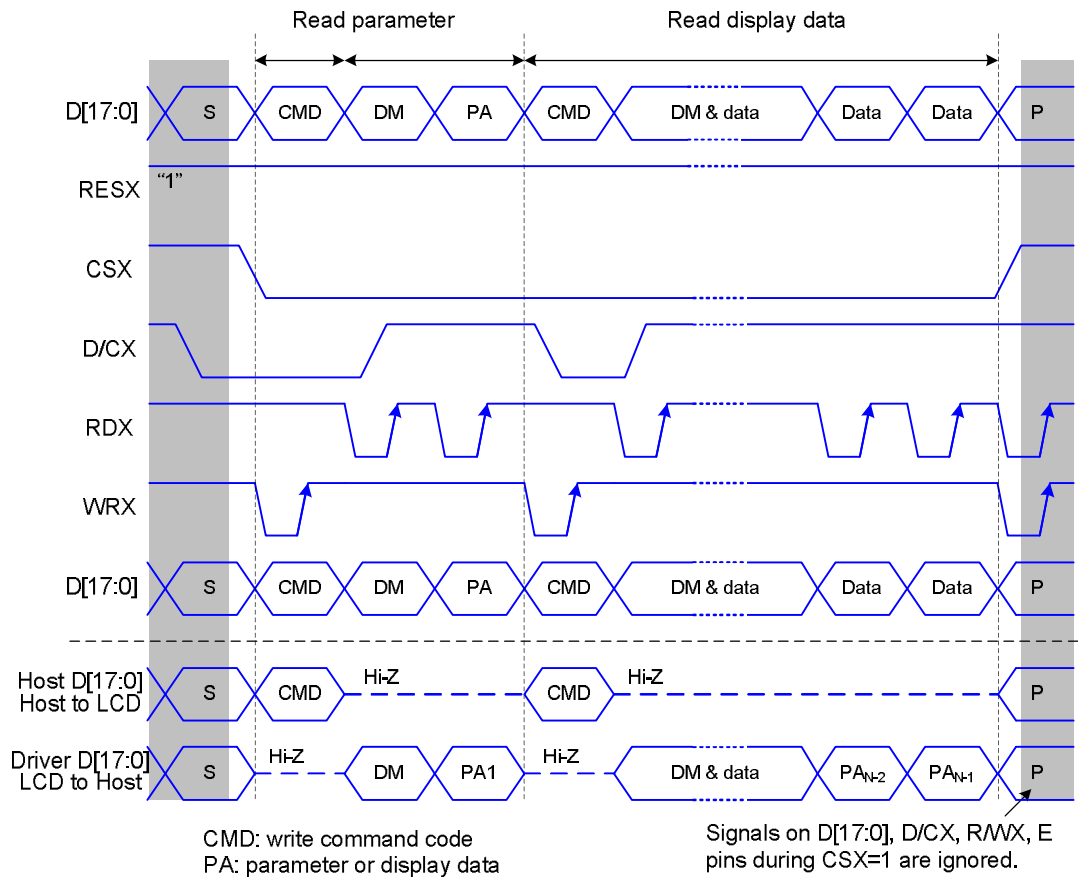 Read parameter Read display data
D[17:0] S CMD DM PA CMD DM & data Data Data P
RESX "1"
CSX
D/CX
RDX
WRX
D[17:0] S CMD DM PA CMD DM & data Data Data P
Host D[17:0] S CMD Hi-Z CMD Hi-Z P
Host to LCD
Driver D[17:0] S Hi-Z DM PA1 Hi-Z DM & data PAN-2 PAN-1 P
LCD to Host
CMD: write command code
PA: parameter or display data
Signals on D[17:0], D/CX, R/WX, E
pins during CSX=1 are ignored.